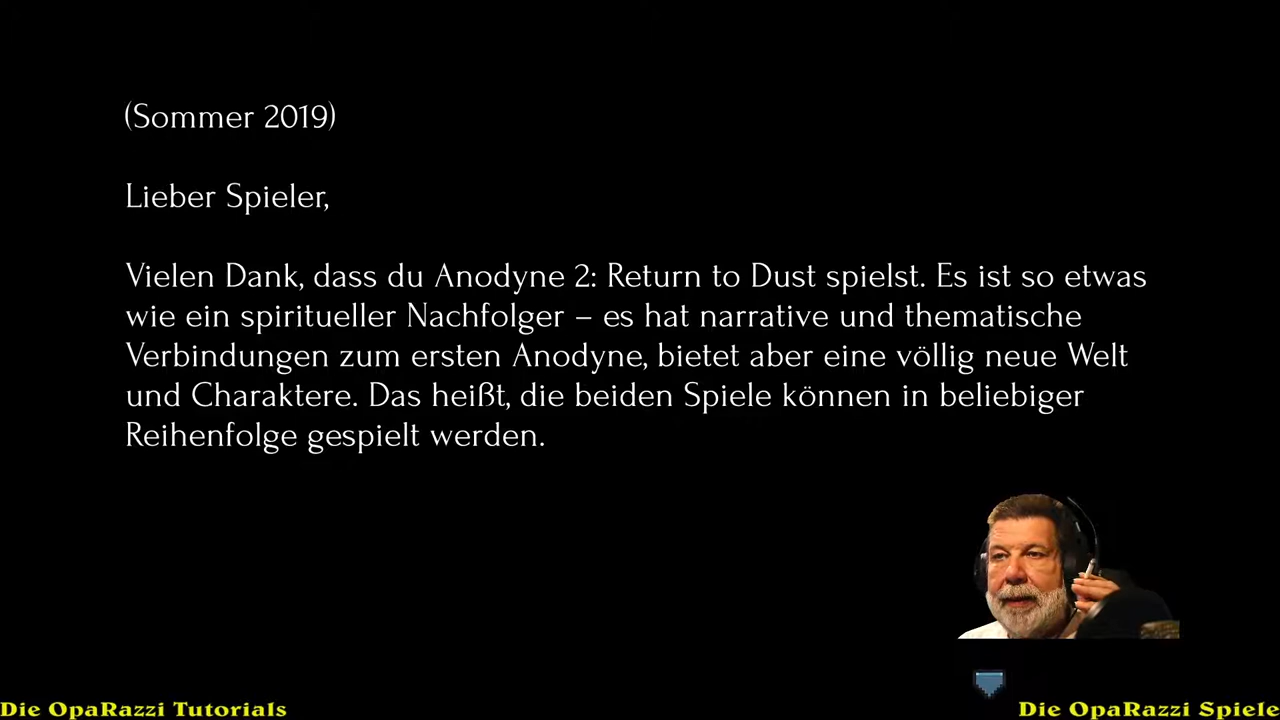 (Sommer 2019)
Lieber Spieler,
Vielen Dank, dass du Anodyne 2: Return to Dust spielst. Es ist so etwas
wie ein spiritueller Nachfolger – es hat narrative und thematische
Verbindungen zum ersten Anodyne, bietet aber eine völlig neue Welt
und Charaktere. Das heißt, die beiden Spiele können in beliebiger
Reihenfolge gespielt werden.
Die OpaRazzi Tutorials
Die OpaRazzi Spiele